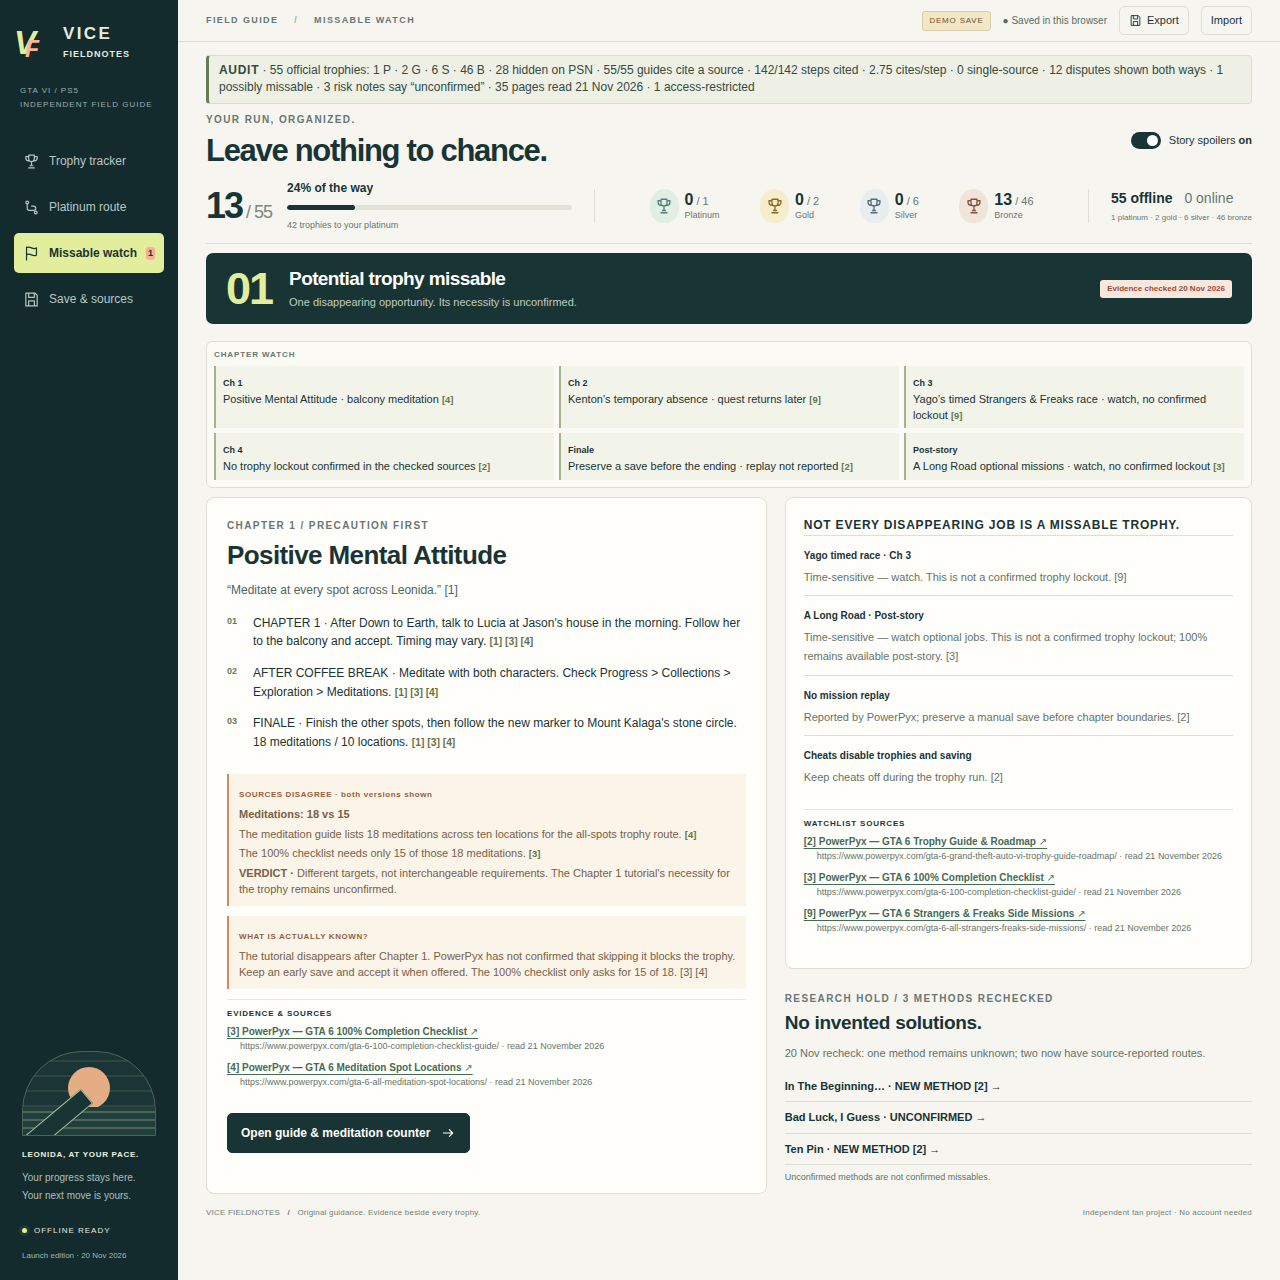 VICE
FIELDNOTES
GTA VI / PS5
INDEPENDENT FIELD GUIDE
Trophy tracker
Platinum route
Missable watch 1
Save & sources
LEONIDA, AT YOUR PACE.
Your progress stays here.
Your next move is yours.
OFFLINE READY
Launch edition · 20 Nov 2026
FIELD GUIDE / MISSABLE WATCH
DEMO SAVE
● Saved in this browser
Export
Import
AUDIT · 55 official trophies: 1 P · 2 G · 6 S · 46 B · 28 hidden on PSN · 55/55 guides cite a source · 142/142 steps cited · 2.75 cites/step · 0 single-source · 12 disputes shown both ways · 1
possibly missable · 3 risk notes say “unconfirmed” · 35 pages read 21 Nov 2026 · 1 access-restricted
YOUR RUN, ORGANIZED.
Leave nothing to chance.
Story spoilers on
13 / 55
24% of the way
42 trophies to your platinum
0 / 1
Platinum
0 / 2
Gold
0 / 6
Silver
13 / 46
Bronze
55 offline 0 online
1 platinum · 2 gold · 6 silver · 46 bronze
01
Potential trophy missable
One disappearing opportunity. Its necessity is unconfirmed.
Evidence checked 20 Nov 2026
CHAPTER WATCH
Ch 1
Positive Mental Attitude · balcony meditation [4]
Ch 2
Kenton’s temporary absence · quest returns later [9]
Ch 3
Yago’s timed Strangers & Freaks race · watch, no confirmed
lockout [9]
Ch 4
No trophy lockout confirmed in the checked sources [2]
Finale
Preserve a save before the ending · replay not reported [2]
Post-story
A Long Road optional missions · watch, no confirmed lockout [3]
CHAPTER 1 / PRECAUTION FIRST
Positive Mental Attitude
“Meditate at every spot across Leonida.” [1]
01 CHAPTER 1 · After Down to Earth, talk to Lucia at Jason's house in the morning. Follow her
to the balcony and accept. Timing may vary. [1] [3] [4]
02 AFTER COFFEE BREAK · Meditate with both characters. Check Progress > Collections >
Exploration > Meditations. [1] [3] [4]
03 FINALE · Finish the other spots, then follow the new marker to Mount Kalaga's stone circle.
18 meditations / 10 locations. [1] [3] [4]
SOURCES DISAGREE · both versions shown
Meditations: 18 vs 15
The meditation guide lists 18 meditations across ten locations for the all-spots trophy route. [4]
The 100% checklist needs only 15 of those 18 meditations. [3]
VERDICT · Different targets, not interchangeable requirements. The Chapter 1 tutorial's necessity for
the trophy remains unconfirmed.
WHAT IS ACTUALLY KNOWN?
The tutorial disappears after Chapter 1. PowerPyx has not confirmed that skipping it blocks the trophy.
Keep an early save and accept it when offered. The 100% checklist only asks for 15 of 18. [3] [4]
EVIDENCE & SOURCES
[3] PowerPyx — GTA 6 100% Completion Checklist ↗
https://www.powerpyx.com/gta-6-100-completion-checklist-guide/ · read 21 November 2026
[4] PowerPyx — GTA 6 Meditation Spot Locations ↗
https://www.powerpyx.com/gta-6-all-meditation-spot-locations/ · read 21 November 2026
Open guide & meditation counter →
NOT EVERY DISAPPEARING JOB IS A MISSABLE TROPHY.
Yago timed race · Ch 3
Time-sensitive — watch. This is not a confirmed trophy lockout. [9]
A Long Road · Post-story
Time-sensitive — watch optional jobs. This is not a confirmed trophy lockout; 100%
remains available post-story. [3]
No mission replay
Reported by PowerPyx; preserve a manual save before chapter boundaries. [2]
Cheats disable trophies and saving
Keep cheats off during the trophy run. [2]
WATCHLIST SOURCES
[2] PowerPyx — GTA 6 Trophy Guide & Roadmap ↗
https://www.powerpyx.com/gta-6-grand-theft-auto-vi-trophy-guide-roadmap/ · read 21 November 2026
[3] PowerPyx — GTA 6 100% Completion Checklist ↗
https://www.powerpyx.com/gta-6-100-completion-checklist-guide/ · read 21 November 2026
[9] PowerPyx — GTA 6 Strangers & Freaks Side Missions ↗
https://www.powerpyx.com/gta-6-all-strangers-freaks-side-missions/ · read 21 November 2026
RESEARCH HOLD / 3 METHODS RECHECKED
No invented solutions.
20 Nov recheck: one method remains unknown; two now have source-reported routes.
In The Beginning… · NEW METHOD [2] →
Bad Luck, I Guess · UNCONFIRMED →
Ten Pin · NEW METHOD [2] →
Unconfirmed methods are not confirmed missables.
VICE FIELDNOTES / Original guidance. Evidence beside every trophy.
Independent fan project · No account needed